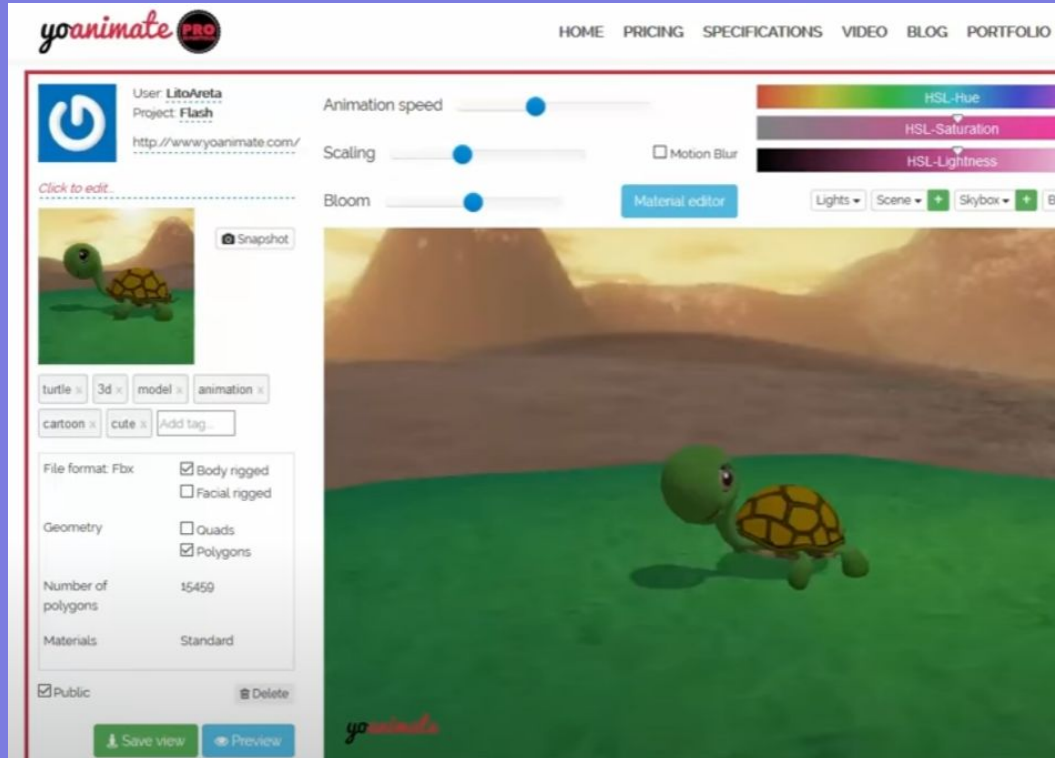 yoanimate PRO
HOME PRICING SPECIFICATIONS VIDEO BLOG PORTFOLIO
User: LitoAreta
Project: Flash
http://www.yoanimate.com/
Click to edit...
Snapshot
turtle x 3d x model x animation x
cartoon x cute x Add tag...
File format: Fbx
Body rigged
Facial rigged
Geometry
Quads
Polygons
Number of polygons
15459
Materials
Standard
Public
Delete
Save view
Preview
Animation speed
Scaling
Motion Blur
Bloom
Material editor
HSL-Hue
HSL-Saturation
HSL-Lightness
Lights Scene + Skybox +
yoanimate